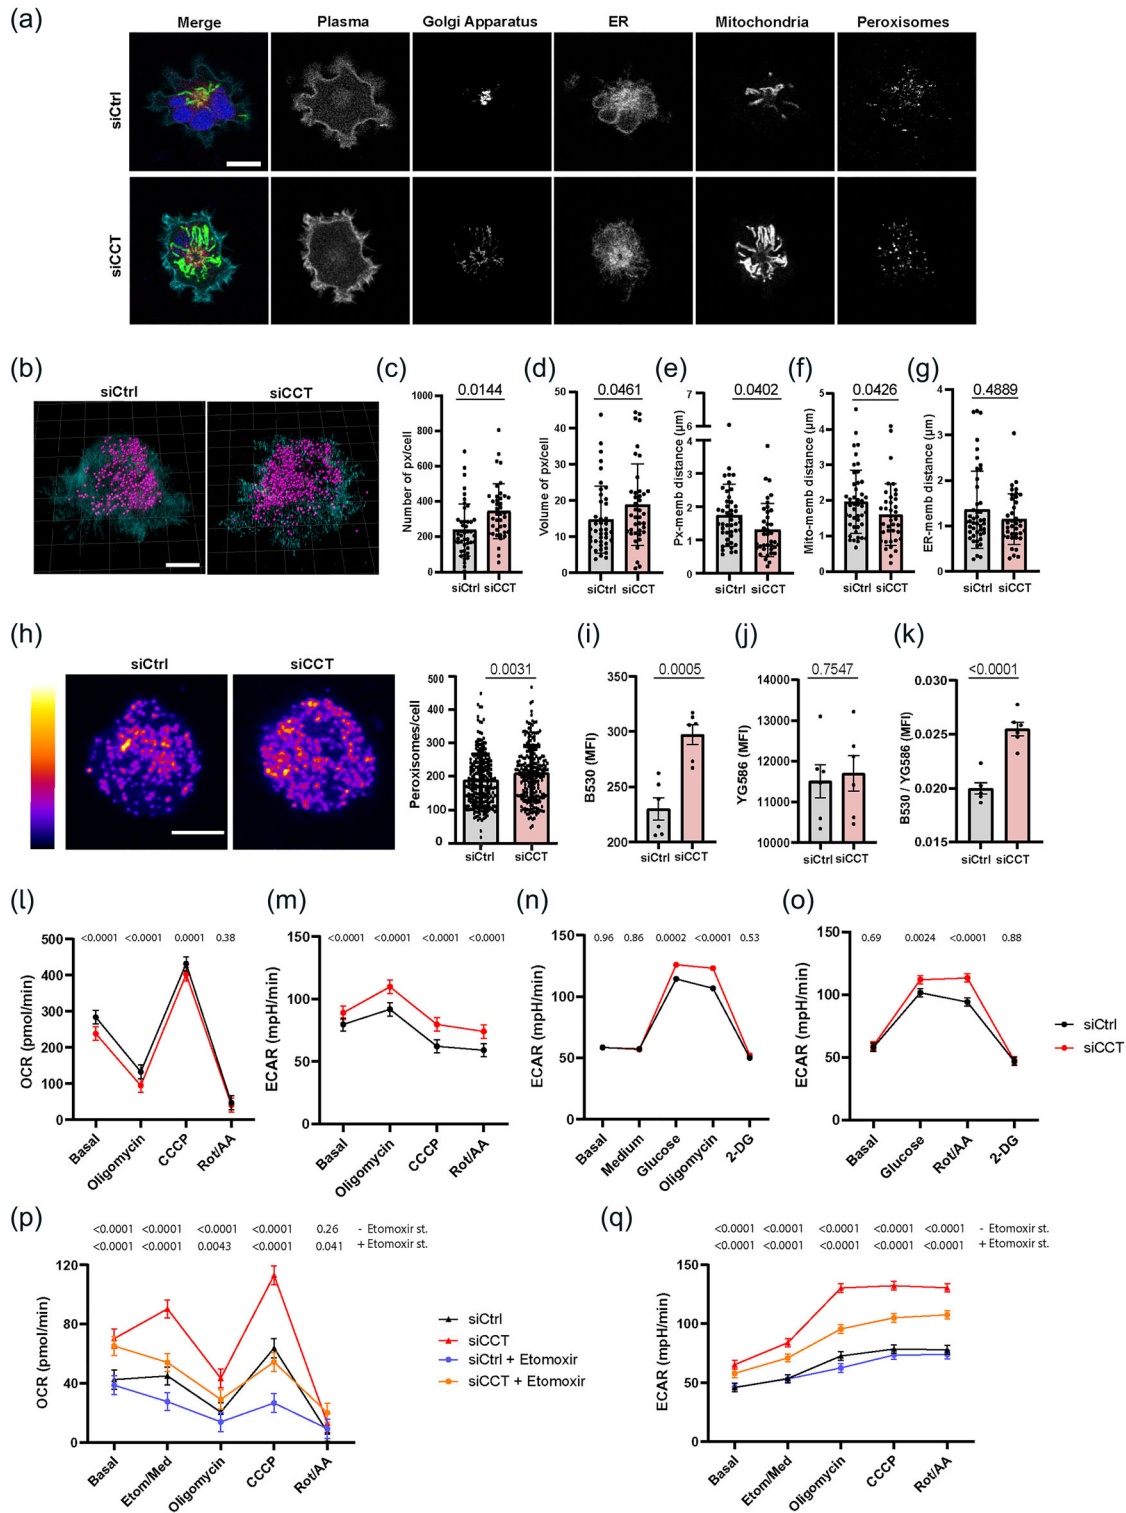 (a)
Merge Plasma Golgi Apparatus ER Mitochondria Peroxisomes
siCtrl
siCCT
(b) (c) (d) (e) (f) (g)
siCtrl siCCT
0.0144 0.0461 0.0402 0.0426 0.4889
Number of px/cell
1000
800
600
400
200
0
siCtrl siCCT
Volume of px/cell
50
40
30
20
10
0
siCtrl siCCT
Px-memb distance (µm)
7
6
4
3
2
1
0
siCtrl siCCT
Mito-memb distance (µm)
5
4
3
2
1
0
siCtrl siCCT
ER-memb distance (µm)
4
3
2
1
0
siCtrl siCCT
(h) (i) (j) (k)
siCtrl siCCT
0.0031 0.0005 0.7547 <0.0001
Peroxisomes/cell
500
400
300
200
100
0
siCtrl siCCT
B530 (MFI)
350
300
250
200
siCtrl siCCT
YG586 (MFI)
14000
13000
12000
11000
10000
siCtrl siCCT
B530 / YG586 (MFI)
0.030
0.025
0.020
0.015
siCtrl siCCT
(l) (m) (n) (o)
<0.0001 <0.0001 0.0001 0.38
OCR (pmol/min)
500
400
300
200
100
0
Basal Oligomycin CCCP Rot/AA
<0.0001 <0.0001 <0.0001 <0.0001
ECAR (mpH/min)
150
100
50
0
Basal Oligomycin CCCP Rot/AA
0.96 0.86 0.0002 <0.0001 0.53
ECAR (mpH/min)
150
100
50
0
Basal Medium Glucose Oligomycin 2-DG
0.69 0.0024 <0.0001 0.88
ECAR (mpH/min)
150
100
50
0
Basal Glucose Rot/AA 2-DG
siCtrl
siCCT
(p) (q)
<0.0001 <0.0001 <0.0001 <0.0001 0.26 - Etomoxir st.
<0.0001 <0.0001 0.0043 <0.0001 0.041 + Etomoxir st.
OCR (pmol/min)
120
80
40
0
Basal Etom/Med Oligomycin CCCP Rot/AA
siCtrl
siCCT
siCtrl + Etomoxir
siCCT + Etomoxir
<0.0001 <0.0001 <0.0001 <0.0001 <0.0001 - Etomoxir st.
<0.0001 <0.0001 <0.0001 <0.0001 <0.0001 + Etomoxir st.
ECAR (mpH/min)
150
100
50
0
Basal Etom/Med Oligomycin CCCP Rot/AA